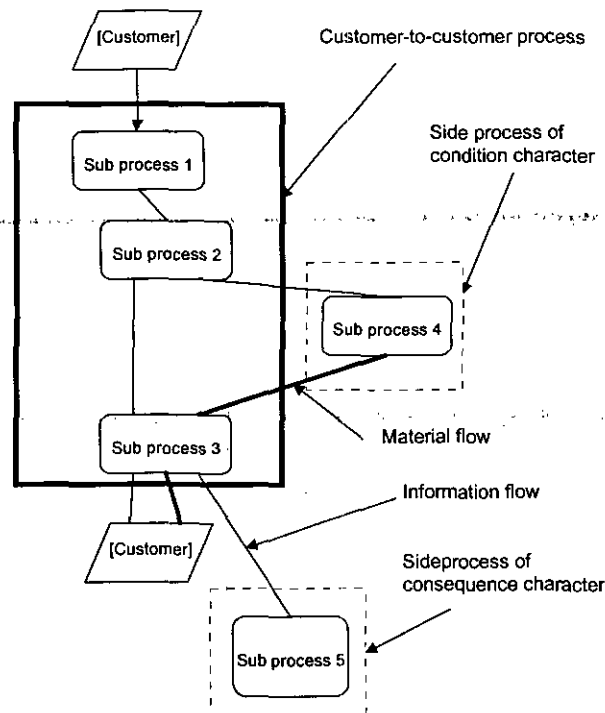 [Customer]
Customer-to-customer process
Side process of
condition character
Sub process 1
Sub process 2
Sub process 4
Sub process 3
Material flow
Information flow
[Customer]
Sideprocess of
consequence character
Sub process 5